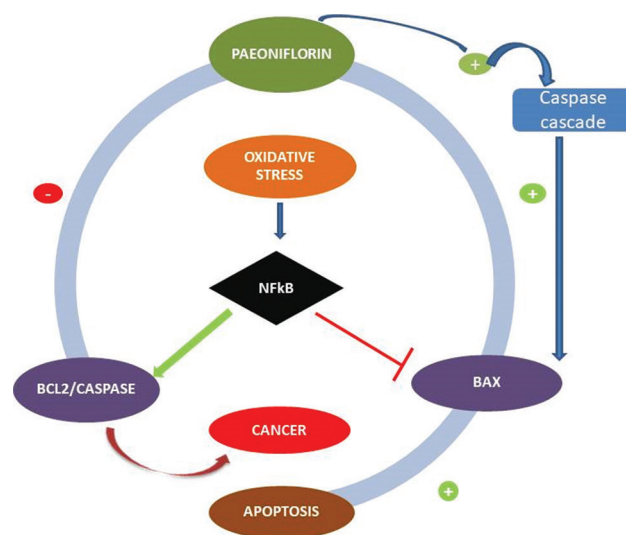 PAEONIFLORIN
+
Caspase
cascade
OXIDATIVE
STRESS
-
+
NFkB
BCL2/CASPASE
BAX
CANCER
+
APOPTOSIS